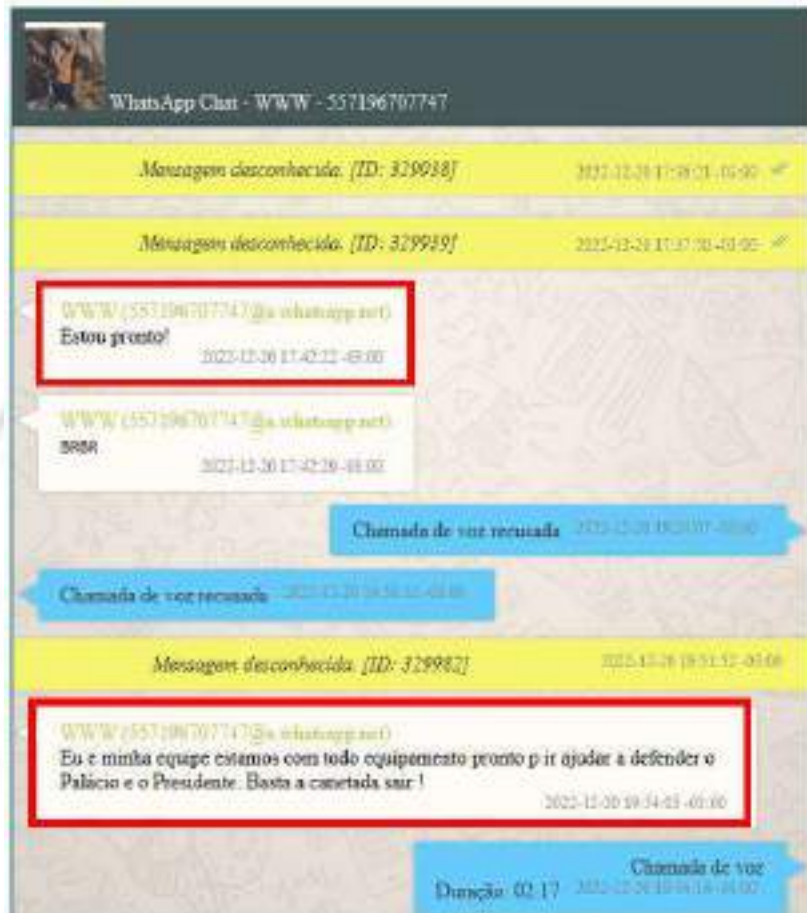 WhatsApp Chat - WWW - 557196707747
Mensagem desconhecida. [ID: 329938]
Mensagem desconhecida. [ID: 329939]
WWW (557196707747@s.whatsapp.net)
Estou pronto!
2022-12-20 17:42:22 -03:00
WWW (557196707747@s.whatsapp.net)
BRBR
2022-12-20 17:42:29 -03:00
Chamada de voz recusada
Chamada de voz recusada
Mensagem desconhecida. [ID: 329982]
2022-12-20 19:51:52 -03:00
WWW (557196707747@s.whatsapp.net)
Eu e minha equipe estamos com todo equipamento pronto p ir ajudar a defender o
Palácio e o Presidente. Basta a canetada sair !
Chamada de voz
Duração: 02:17